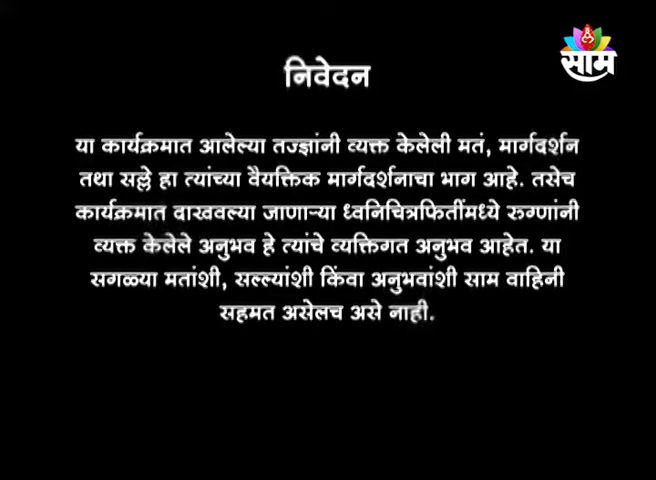 साम
निवेदन
या कार्यक्रमात आलेल्या तज्ज्ञांनी व्यक्त केलेली मतं, मार्गदर्शन
तथा सल्ले हा त्यांच्या वैयक्तिक मार्गदर्शनाचा भाग आहे. तसेच
कार्यक्रमात दाखवल्या जाणाऱ्या ध्वनिचित्रफितींमध्ये रुग्णांनी
व्यक्त केलेले अनुभव हे त्यांचे व्यक्तिगत अनुभव आहेत. या
सगळ्या मतांशी, सल्ल्यांशी किंवा अनुभवांशी साम वाहिनी
सहमत असेलच असे नाही.